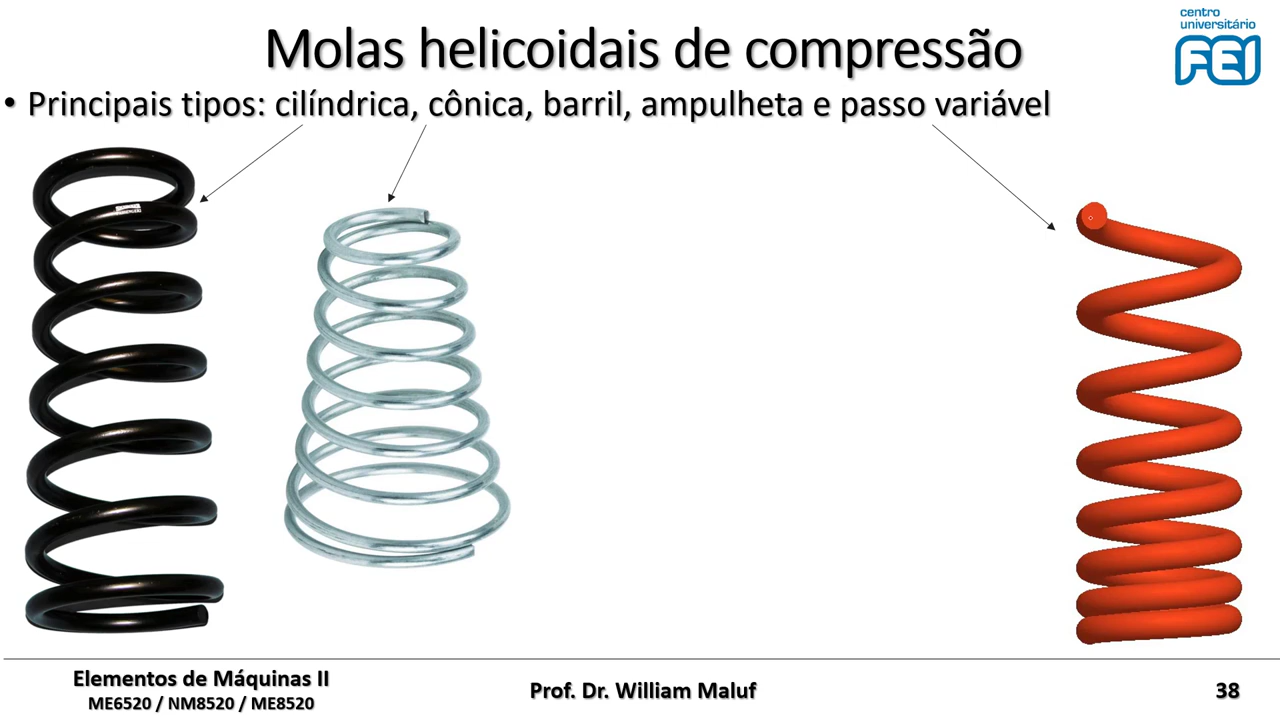 Molas helicoidais de compressão
centro
universitário
FEI
• Principais tipos: cilíndrica, cônica, barril, ampulheta e passo variável
Elementos de Máquinas II
ME6520 / NM8520 / ME8520
Prof. Dr. William Maluf
38